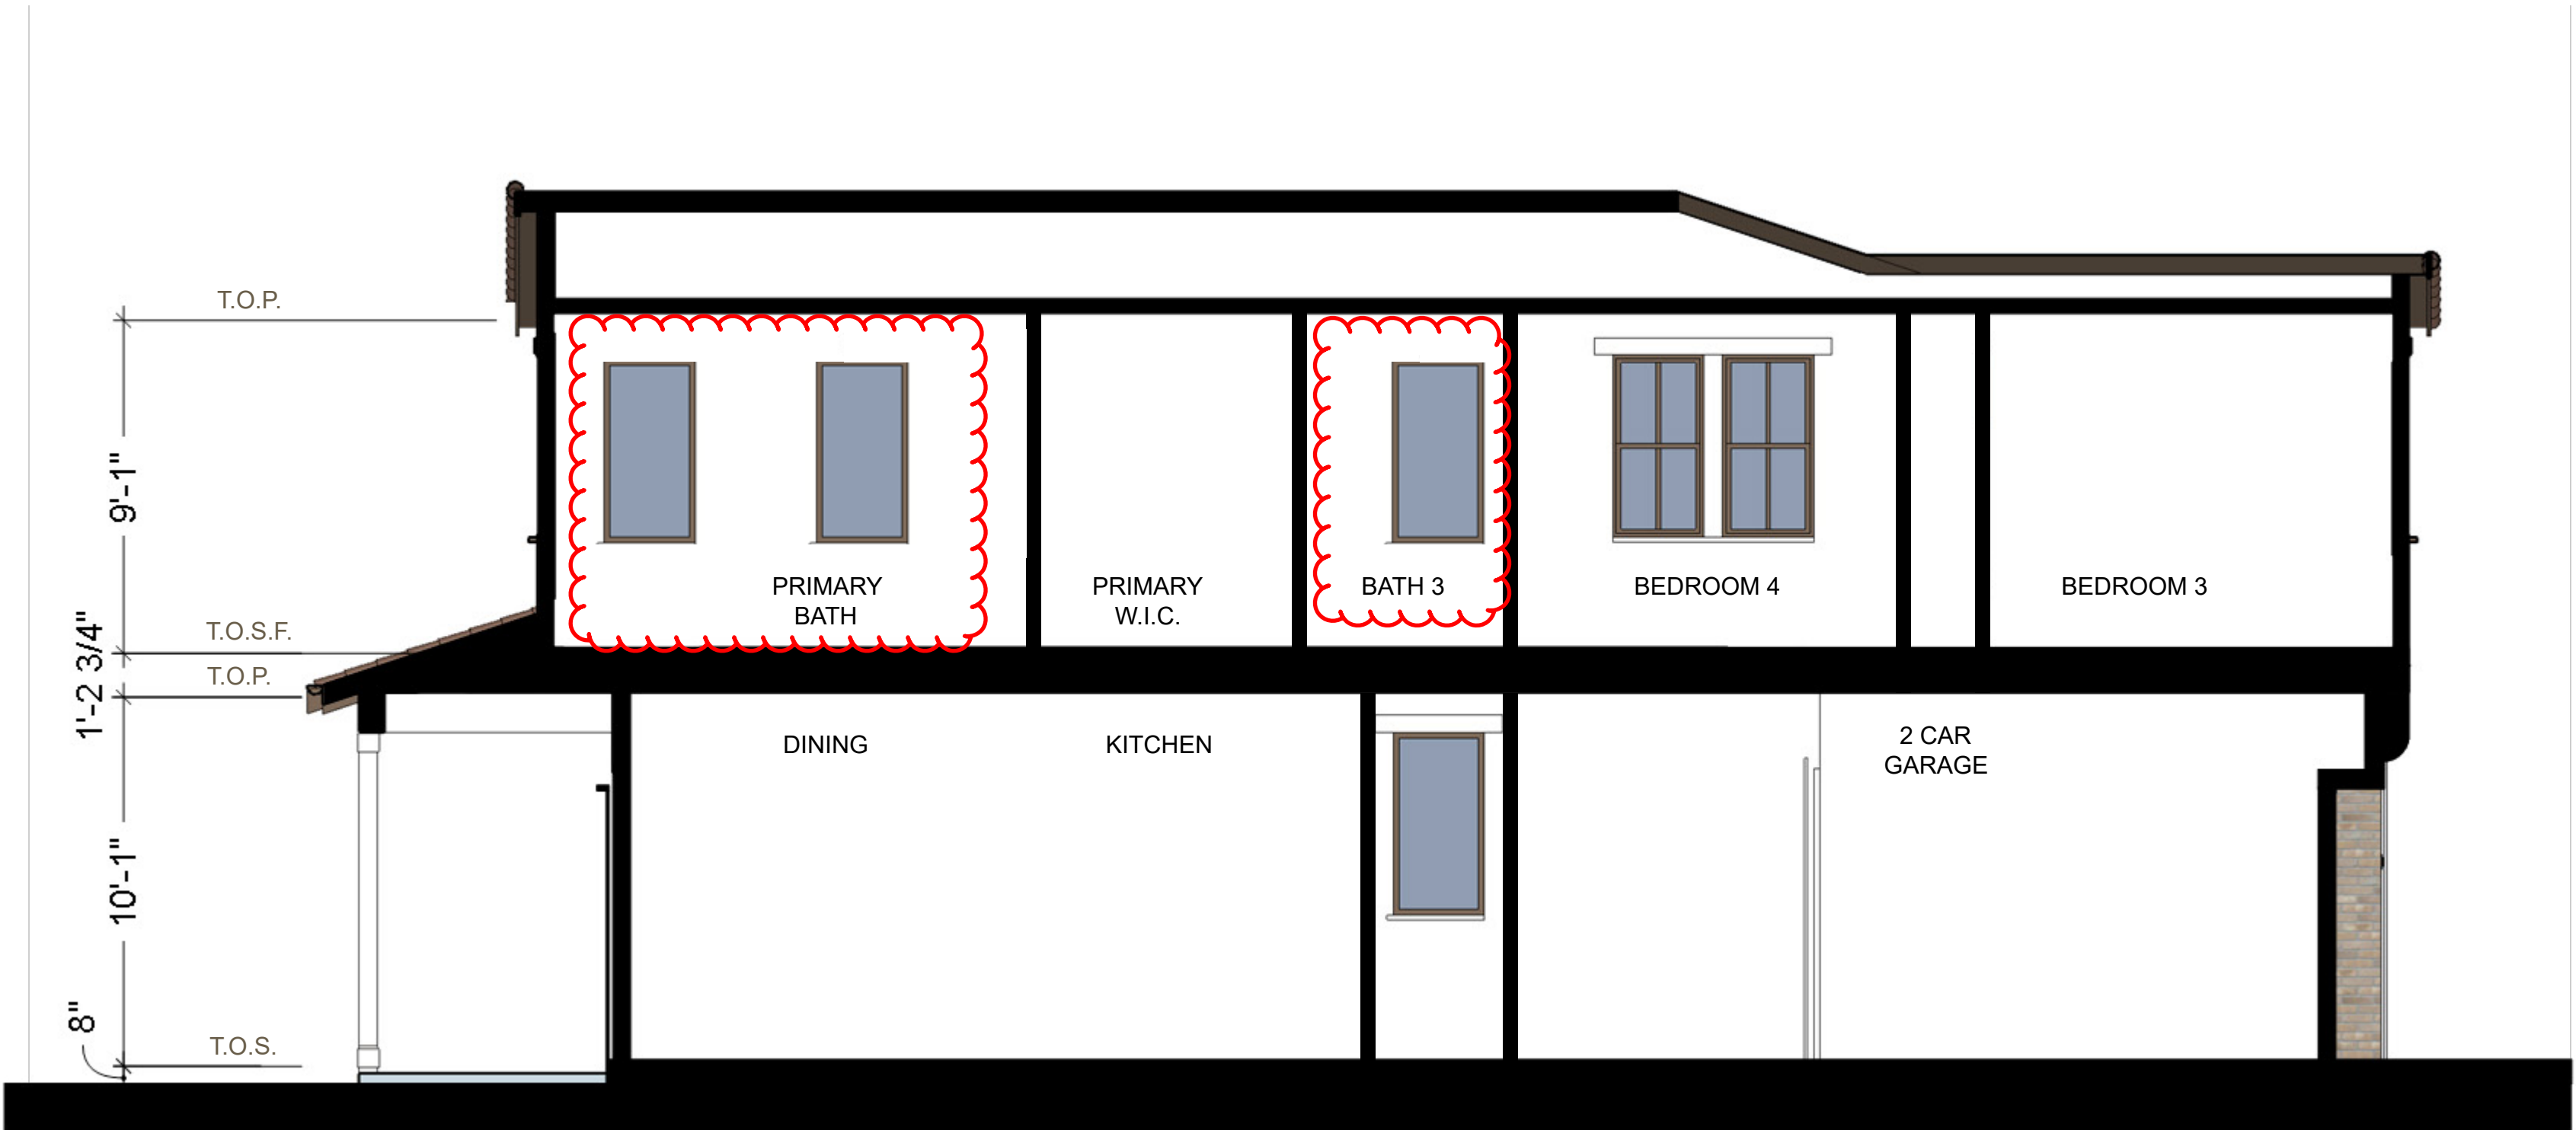 T.O.P.
9'-1"
T.O.S.F.
1'-2 3/4"
T.O.P.
10'-1"
8"
T.O.S.
PRIMARY
BATH
PRIMARY
W.I.C.
BATH 3
BEDROOM 4
BEDROOM 3
DINING
KITCHEN
2 CAR
GARAGE